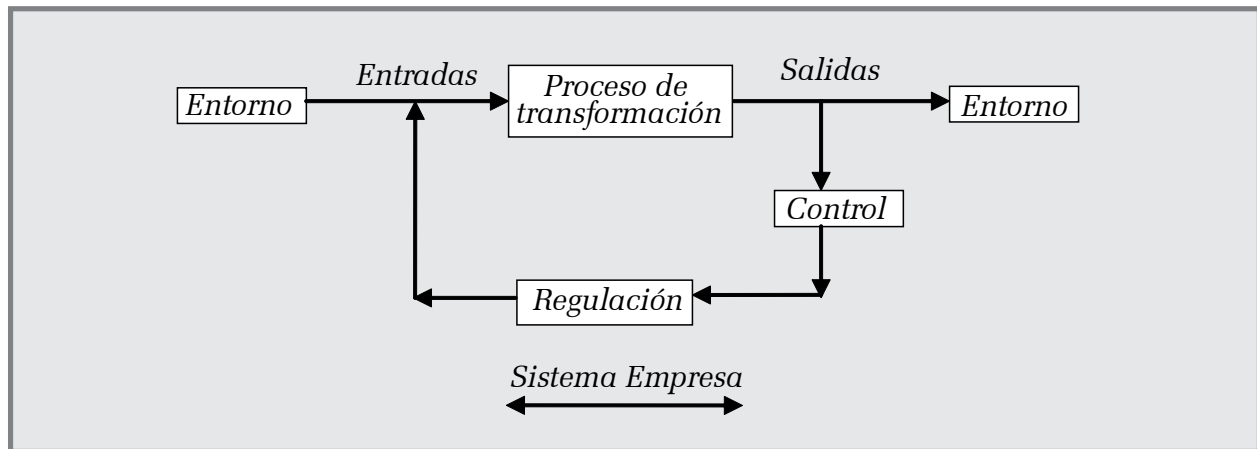 Entradas
Proceso de
transformación
Salidas
Entorno
Entorno
Control
Regulación
Sistema Empresa